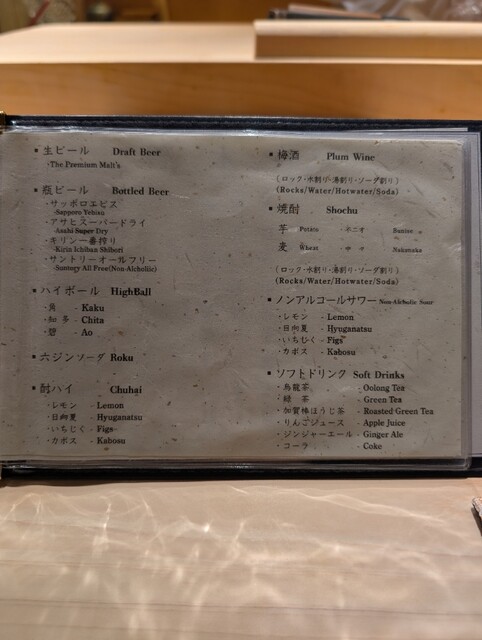 ▪ 生ビール Draft Beer
・The Premium Malt's
▪ 瓶ビール Bottled Beer
・サッポロエビス
・Sapporo Yebisu
・アサヒスーパードライ
・Asahi Super Dry
・キリン一番搾り
・Kirin Ichiban Shibori
・サントリーオールフリー
・Suntory All Free(Non-Alcholic)
▪ ハイボール HighBall
・角 - Kaku
・知多 - Chita
・碧 - Ao
▪ 六ジンソーダ Roku
▪ 酎ハイ Chuhai
・レモン - Lemon
・日向夏 - Hyuganatsu
・いちじく - Figs
・カボス - Kabosu
▪ 梅酒 Plum Wine
(ロック・水割り・湯割り・ソーダ割り)
(Rocks/Water/Hotwater/Soda)
▪ 焼酎 Shochu
芋 Potato
麦 Wheat
(ロック・水割り・湯割り・ソーダ割り)
(Rocks/Water/Hotwater/Soda)
▪ ノンアルコールサワー Non-Alcholic Sour
・レモン - Lemon
・日向夏 - Hyuganatsu
・いちじく - Figs
・カボス - Kabosu
▪ ソフトドリンク Soft Drinks
・烏龍茶 - Oolong Tea
・緑 茶 - Green Tea
・加賀棒ほうじ茶 - Roasted Green Tea
・りんごジュース - Apple Juice
・ジンジャーエール - Ginger Ale
・コーラ - Coke